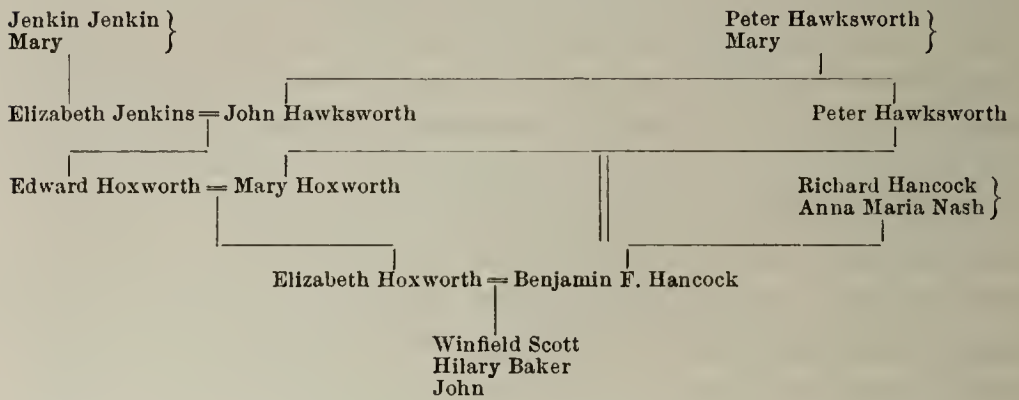 Jenkin Jenkin }
Mary
Peter Hawksworth }
Mary
Elizabeth Jenkins = John Hawksworth
Peter Hawksworth
Edward Hoxworth = Mary Hoxworth
Richard Hancock
Anna Maria Nash }
Elizabeth Hoxworth = Benjamin F. Hancock
Winfield Scott
Hilary Baker
John